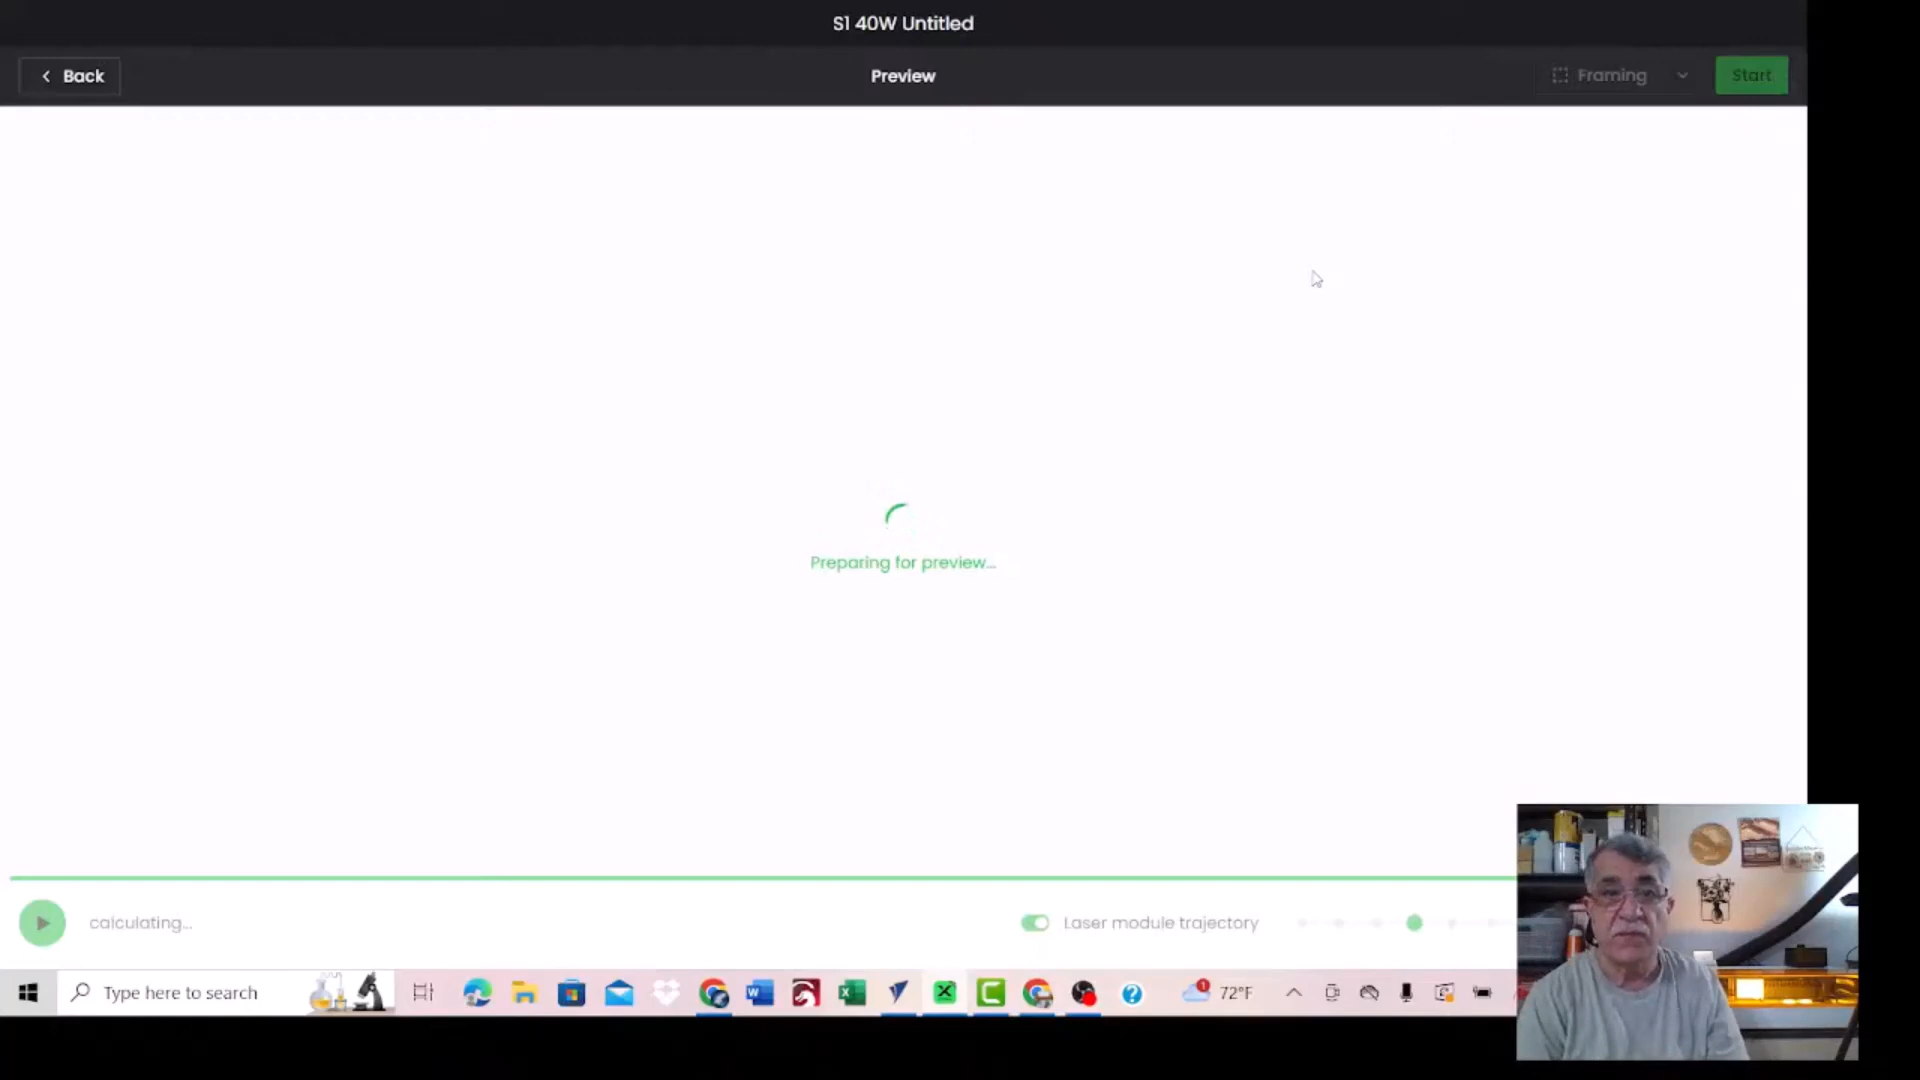 S1 40W Untitled
Back
Preview
Framing
Start
Preparing for preview...
calculating...
Laser module trajectory
Type here to search
1
72°F